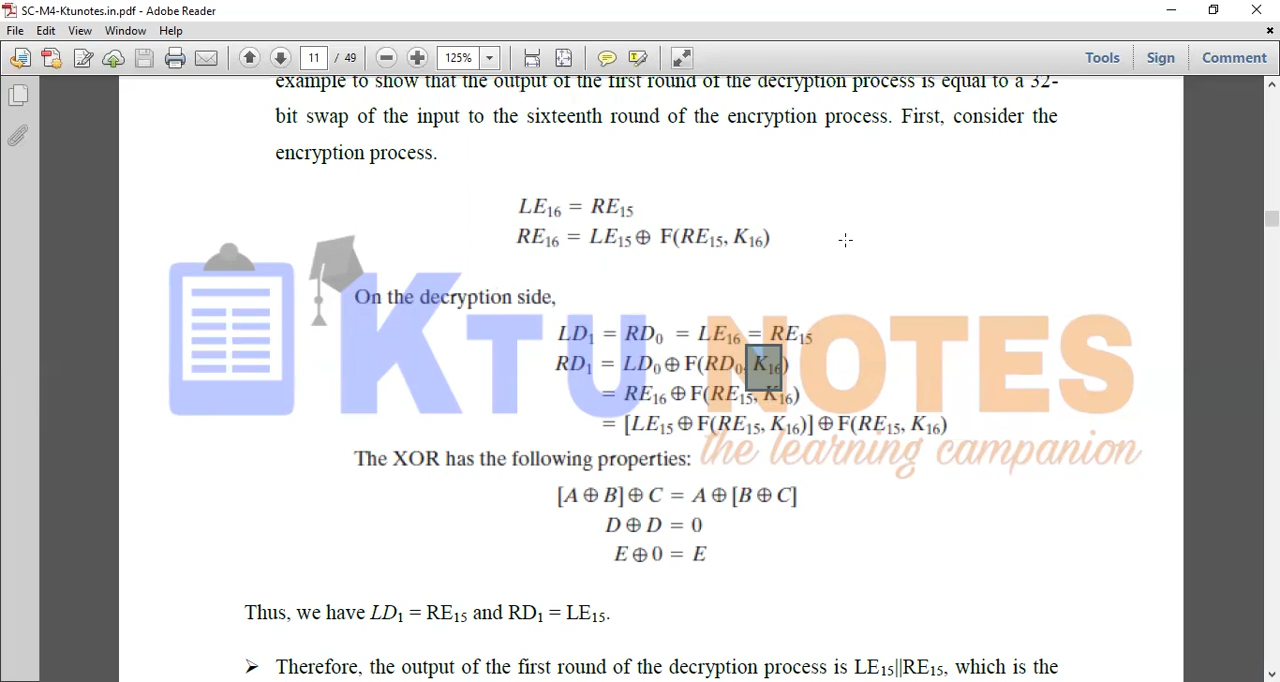 SC-M4-Ktunotes.in.pdf - Adobe Reader
File Edit View Window Help
11 / 49 125% Tools Sign Comment
example to show that the output of the first round of the decryption process is equal to a 32-
bit swap of the input to the sixteenth round of the encryption process. First, consider the
encryption process.
LE₁₆ = RE₁₅
RE₁₆ = LE₁₅ ⊕ F(RE₁₅, K₁₆)
On the decryption side,
LD₁ = RD₀ = LE₁₆ = RE₁₅
RD₁ = LD₀ ⊕ F(RD₀, K₁₆)
= RE₁₆ ⊕ F(RE₁₅, K₁₆)
= [LE₁₅ ⊕ F(RE₁₅, K₁₆)] ⊕ F(RE₁₅, K₁₆)
KTU NOTES
the learning companion
The XOR has the following properties:
[A ⊕ B] ⊕ C = A ⊕ [B ⊕ C]
D ⊕ D = 0
E ⊕ 0 = E
Thus, we have LD₁ = RE₁₅ and RD₁ = LE₁₅.
➢ Therefore, the output of the first round of the decryption process is LE₁₅||RE₁₅, which is the